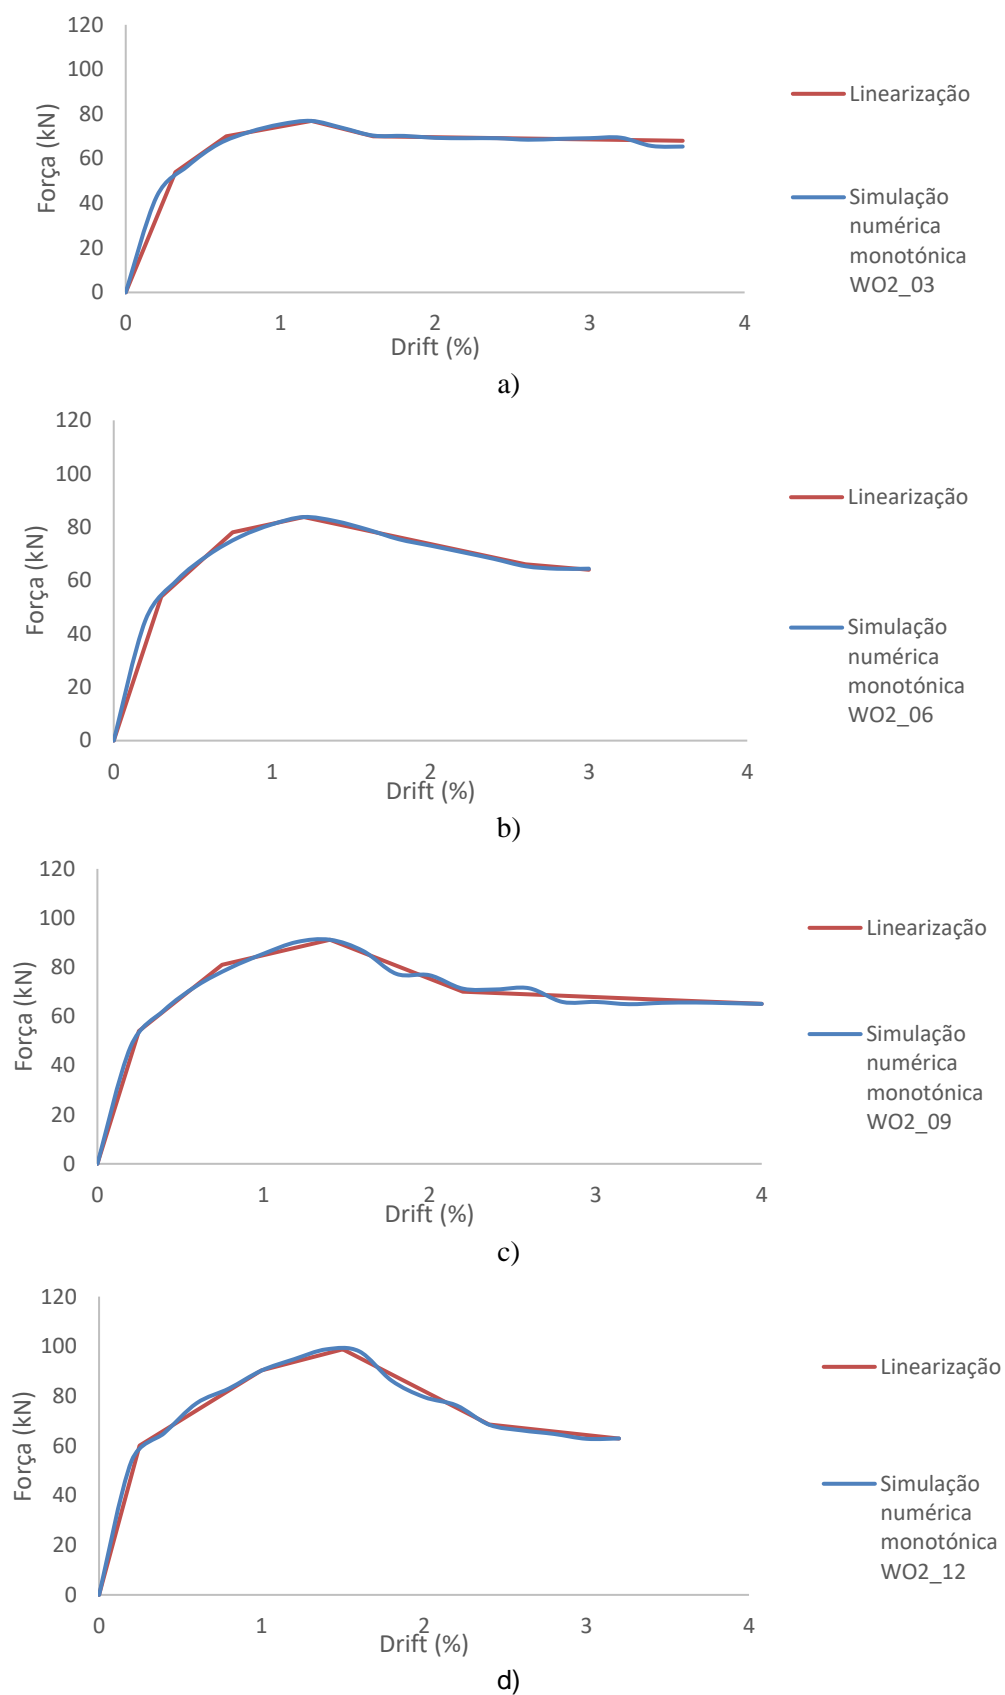 120
100
80
60
40
20
0
Força (kN)
0
1
2
3
4
Drift (%)
Linearização
Simulação
numérica
monotónica
WO2_03
a)
120
100
80
60
40
20
0
Força (kN)
0
1
2
3
4
Drift (%)
Linearização
Simulação
numérica
monotónica
WO2_06
b)
120
100
80
60
40
20
0
Força (kN)
0
1
2
3
4
Drift (%)
Linearização
Simulação
numérica
monotónica
WO2_09
c)
120
100
80
60
40
20
0
Força (kN)
0
1
2
3
4
Drift (%)
Linearização
Simulação
numérica
monotónica
WO2_12
d)